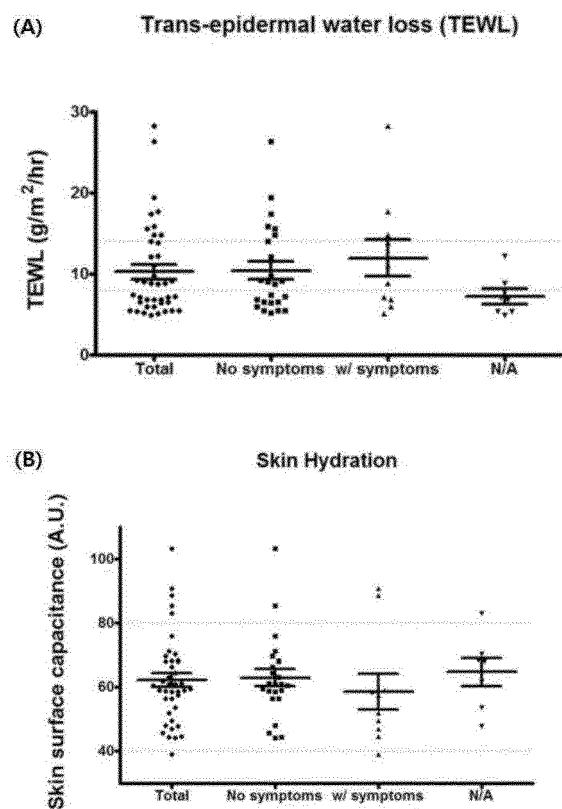 (A) Trans-epidermal water loss (TEWL)
TEWL (g/m²/hr)
30
20
10
0
Total No symptoms w/ symptoms N/A
(B) Skin Hydration
Skin surface capacitance (A.U.)
100
80
60
40
Total No symptoms w/ symptoms N/A